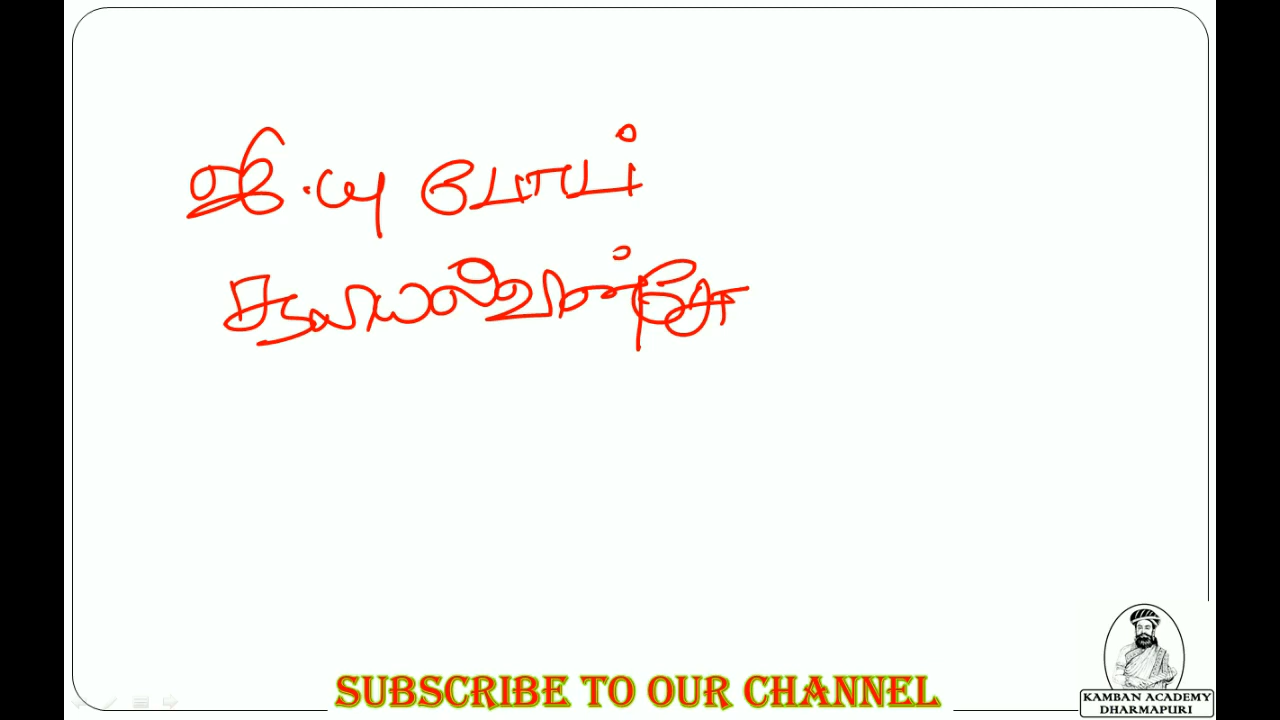 ஜி.யு போப்
SUBSCRIBE TO OUR CHANNEL
KAMBAN ACADEMY
DHARMAPURI